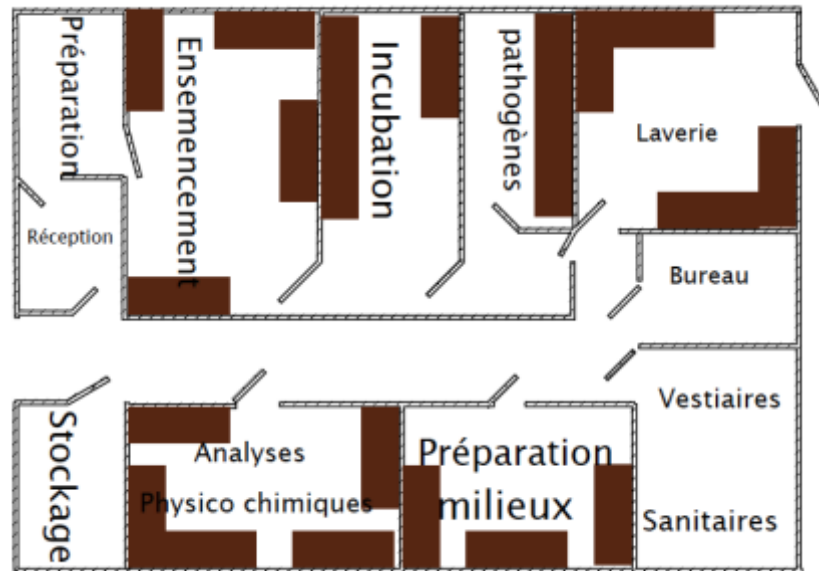 Préparation
Ensemencement
Incubation
pathogènes
Laverie
Réception
Bureau
Stockage
Analyses
Physico chimiques
Préparation
milieux
Vestiaires
Sanitaires